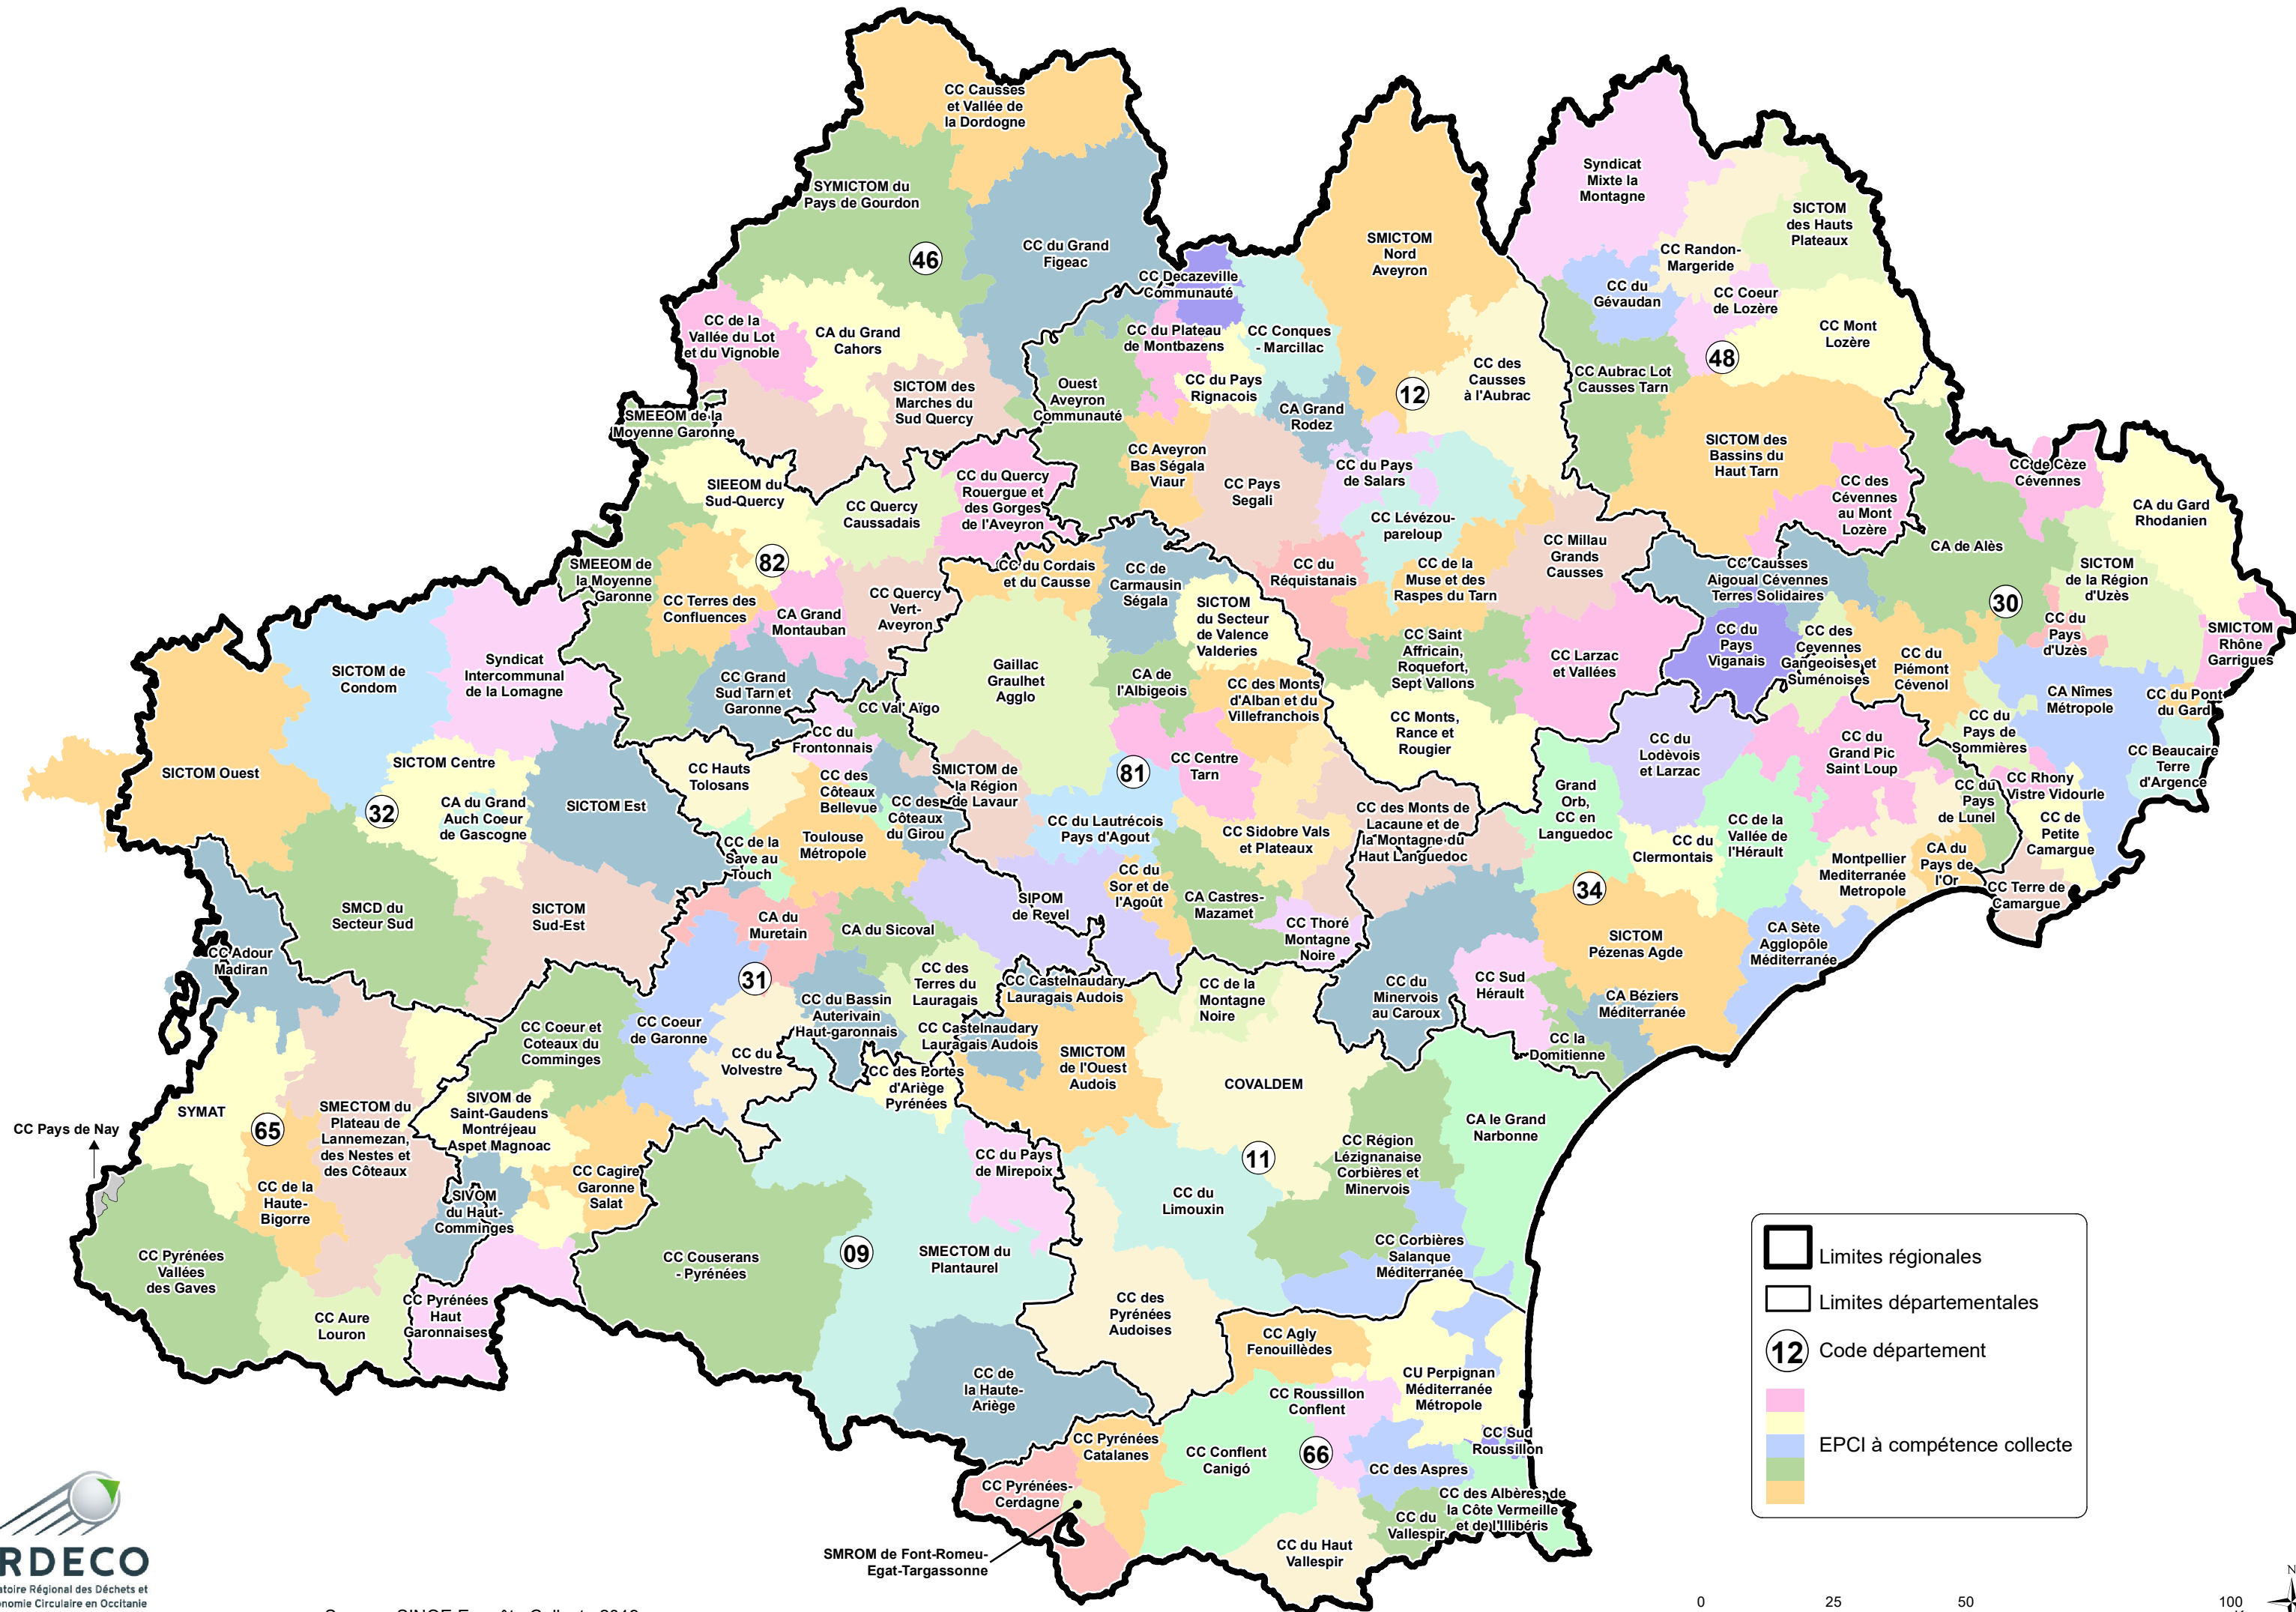 CC Causses
et Vallée de
la Dordogne
SYMICTOM du
Pays de Gourdon
46
CC du Grand
Figeac
CC de la
Vallée du Lot
et du Vignoble
CA du Grand
Cahors
SICTOM des
Marches du
Sud Quercy
SMEEOM de la
Moyenne Garonne
CC Decazeville
Communauté
CC du Plateau
de Montbazens
CC Conques
- Marcillac
Ouest
Aveyron
Communauté
CC du Pays
Rignacois
CA Grand
Rodez
SMICTOM
Nord
Aveyron
12
CC des
Causses
à l'Aubrac
CC Aveyron
Bas Ségala
Viaur
CC Pays
Segali
CC du Pays
de Salars
CC Lévézou-
pareloup
CC du
Réquistanais
CC de la
Muse et des
Raspes du Tarn
CC Millau
Grands
Causses
CC Saint
Affricain,
Roquefort,
Sept Vallons
CC Larzac
et Vallées
CC Monts,
Rance et
Rougier
Syndicat
Mixte la
Montagne
SICTOM
des Hauts
Plateaux
CC Randon-
Margeride
CC du
Gévaudan
CC Coeur
de Lozère
CC Mont
Lozère
48
CC Aubrac Lot
Causses Tarn
SICTOM des
Bassins du
Haut Tarn
CC des
Cévennes
au Mont
Lozère
CC de Cèze
Cévennes
CA du Gard
Rhodanien
CA de Alès
SICTOM
de la Région
d'Uzès
30
CC Causses
Aigoual Cévennes
Terres Solidaires
CC du
Pays
Viganais
CC des
Cevennes
Gangeoises et
Suménoises
CC du
Piémont
Cévenol
CC du
Pays
d'Uzès
SMICTOM
Rhône
Garrigues
CA Nîmes
Métropole
CC du Pont
du Gard
CC du
Pays de
Sommières
CC Beaucaire
Terre
d'Argence
CC Rhony
Vistre Vidourle
CC de
Petite
Camargue
CC Terre de
Camargue
SIEEOM du
Sud-Quercy
CC Quercy
Caussadais
CC du Quercy
Rouergue et
des Gorges
de l'Aveyron
82
SMEEOM de
la Moyenne
Garonne
CC Terres des
Confluences
CA Grand
Montauban
CC Quercy
Vert-
Aveyron
CC Grand
Sud Tarn et
Garonne
CC du Cordais
et du Causse
CC de
Carmausin
Ségala
SICTOM
du Secteur
de Valence
Valderies
Gaillac
Graulhet
Agglo
CA de
l'Albigeois
CC des Monts
d'Alban et du
Villefranchois
CC Centre
Tarn
81
SMICTOM de
la Région
de Lavaur
CC du Lautrécois
Pays d'Agout
CC Sidobre Vals
et Plateaux
CC des Monts de
Lacaune et de
la Montagne du
Haut Languedoc
CC du
Sor et de
l'Agoût
CA Castres-
Mazamet
CC Thoré
Montagne
Noire
SIPOM
de Revel
SICTOM de
Condom
Syndicat
Intercommunal
de la Lomagne
SICTOM Ouest
SICTOM Centre
32
CA du Grand
Auch Coeur
de Gascogne
SICTOM Est
SMCD du
Secteur Sud
SICTOM
Sud-Est
CC Val' Aïgo
CC du
Frontonnais
CC Hauts
Tolosans
CC des
Côteaux
Bellevue
CC des
Côteaux
du Girou
Toulouse
Métropole
CC de la
Save au
Touch
CA du
Muretain
CA du Sicoval
31
CC du Bassin
Auterivain
Haut-garonnais
CC des
Terres du
Lauragais
CC Coeur
de Garonne
CC du
Volvestre
CC Coeur et
Coteaux du
Comminges
SIVOM de
Saint-Gaudens
Montréjeau
Aspet Magnoac
CC Cagire
Garonne
Salat
SIVOM
du Haut-
Comminges
CC Pyrénées
Haut
Garonnaises
CC Adour
Madiran
SYMAT
65
CC Pays de Nay
SMECTOM du
Plateau de
Lannemezan,
des Nestes et
des Côteaux
CC de la
Haute-
Bigorre
CC Pyrénées
Vallées
des Gaves
CC Aure
Louron
CC Castelnaudary
Lauragais Audois
CC Castelnaudary
Lauragais Audois
CC des Portes
d'Ariège
Pyrénées
CC du Pays
de Mirepoix
CC Couserans
- Pyrénées
09
SMECTOM du
Plantaurel
CC de
la Haute-
Ariège
CC de la
Montagne
Noire
SMICTOM
de l'Ouest
Audois
COVALDEM
11
CC du
Limouxin
CC Région
Lézignanaise
Corbières et
Minervois
CA le Grand
Narbonne
CC Corbières
Salanque
Méditerranée
CC des
Pyrénées
Audoises
Grand
Orb,
CC en
Languedoc
CC du
Lodèvois
et Larzac
CC du
Grand Pic
Saint Loup
CC du
Clermontais
CC de la
Vallée de
l'Hérault
Montpellier
Mediterranée
Metropole
CC du
Pays
de Lunel
CA du
Pays de
l'Or
34
SICTOM
Pézenas Agde
CA Sète
Agglopôle
Méditerranée
CC du
Minervois
au Caroux
CC Sud
Hérault
CA Béziers
Méditerranée
CC la
Domitienne
CC Agly
Fenouillèdes
CU Perpignan
Méditerranée
Métropole
CC Roussillon
Conflent
CC Sud
Roussillon
66
CC Conflent
Canigó
CC des Aspres
CC Pyrénées
Catalanes
CC Pyrénées-
Cerdagne
SMROM de Font-Romeu-
Egat-Targassonne
CC du
Vallespir
CC des Albères, de
la Côte Vermeille
et de l'Illibéris
CC du Haut
Vallespir
Limites régionales
Limites départementales
12
Code département
EPCI à compétence collecte
RDECO
atoire Régional des Déchets et
onomie Circulaire en Occitanie
0 25 50 100
N